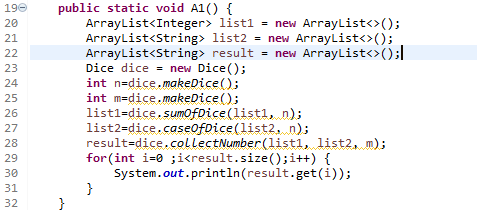 19 public static void A1() {
20 ArrayList<Integer> list1 = new ArrayList<>();
21 ArrayList<String> list2 = new ArrayList<>();
22 ArrayList<String> result = new ArrayList<>();
23 Dice dice = new Dice();
24 int n=dice.makeDice();
25 int m=dice.makeDice();
26 list1=dice.sumOfDice(list1, n);
27 list2=dice.caseOfDice(list2, n);
28 result=dice.collectNumber(list1, list2, m);
29 for(int i=0 ;i<result.size();i++) {
30 System.out.println(result.get(i));
31 }
32 }